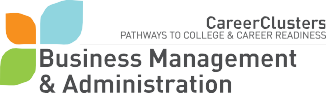 CareerClusters
PATHWAYS TO COLLEGE & CAREER READINESS
Business Management
& Administration